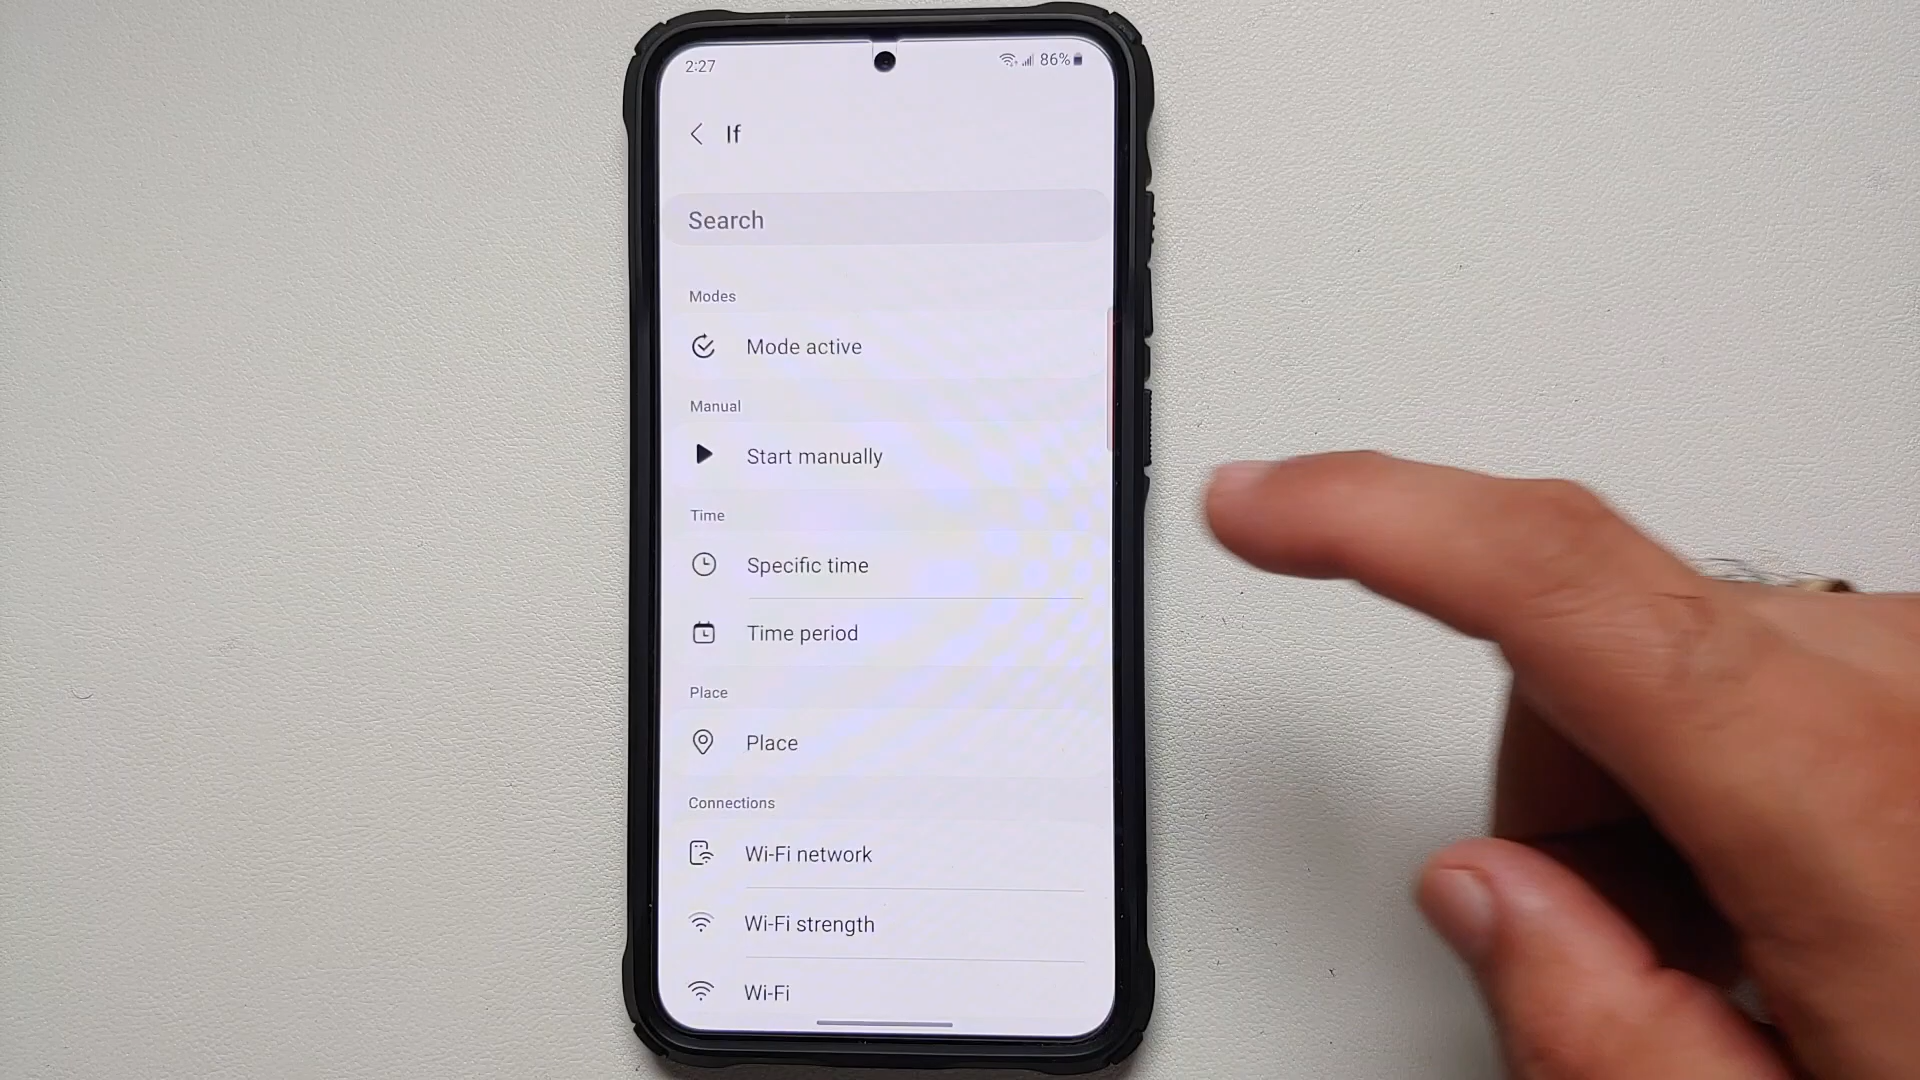 2:27
86%
If
Search
Modes
Mode active
Manual
Start manually
Time
Specific time
Time period
Place
Place
Connections
Wi-Fi network
Wi-Fi strength
Wi-Fi